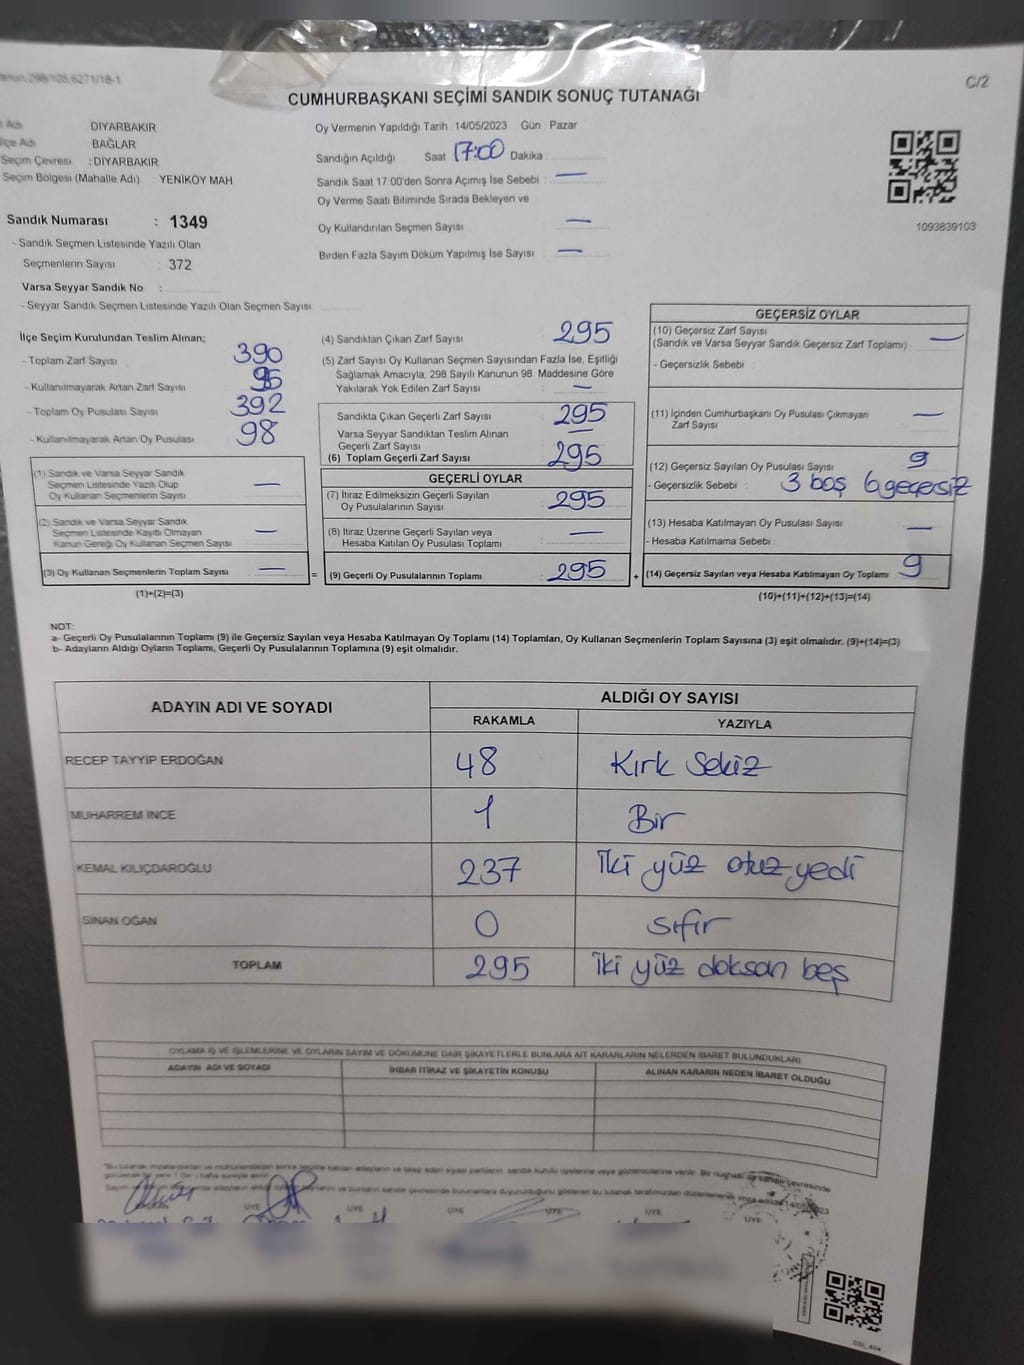 C/2
CUMHURBAŞKANI SEÇİMİ SANDIK SONUÇ TUTANAĞI
DİYARBAKIR
BAĞLAR
Seçim Çevresi : DİYARBAKIR
Seçim Bölgesi (Mahalle Adı) : YENİKÖY MAH
Oy Vermenin Yapıldığı Tarih : 14/05/2023 Gün : Pazar
Sandığın Açıldığı Saat 17:00 Dakika :
Sandık Saat 17:00'den Sonra Açımış İse Sebebi : —
Oy Verme Saati Bitiminde Sırada Bekleyen ve
Oy Kullandırılan Seçmen Sayısı —
Birden Fazla Sayım Döküm Yapılmış İse Sayısı : —
1093839103
Sandık Numarası : 1349
- Sandık Seçmen Listesinde Yazılı Olan
Seçmenlerin Sayısı : 372
Varsa Seyyar Sandık No :
- Seyyar Sandık Seçmen Listesinde Yazılı Olan Seçmen Sayısı:
İlçe Seçim Kurulundan Teslim Alınan;
- Toplam Zarf Sayısı 390
- Kullanılmayarak Artan Zarf Sayısı 95
- Toplam Oy Pusulası Sayısı 392
- Kullanılmayarak Artan Oy Pusulası 98
(1) Sandık ve Varsa Seyyar Sandık
Seçmen Listesinde Yazılı Olup
Oy Kullanan Seçmenlerin Sayısı —
(2) Sandık ve Varsa Seyyar Sandık
Seçmen Listesinde Kayıtlı Olmayan
Kanun Gereği Oy Kullanan Seçmen Sayısı —
(3) Oy Kullanan Seçmenlerin Toplam Sayısı —
(1)+(2)=(3)
(4) Sandıktan Çıkan Zarf Sayısı : 295
(5) Zarf Sayısı Oy Kullanan Seçmen Sayısından Fazla İse, Eşitliği
Sağlamak Amacıyla, 298 Sayılı Kanunun 98. Maddesine Göre
Yakılarak Yok Edilen Zarf Sayısı : —
Sandıkta Çıkan Geçerli Zarf Sayısı : 295
Varsa Seyyar Sandıktan Teslim Alınan
Geçerli Zarf Sayısı : —
(6) Toplam Geçerli Zarf Sayısı : 295
GEÇERLİ OYLAR
(7) İtiraz Edilmeksizin Geçerli Sayılan
Oy Pusulalarının Sayısı : 295
(8) İtiraz Üzerine Geçerli Sayılan veya
Hesaba Katılan Oy Pusulası Toplamı : —
= (9) Geçerli Oy Pusulalarının Toplamı : 295
GEÇERSİZ OYLAR
(10) Geçersiz Zarf Sayısı
(Sandık ve Varsa Seyyar Sandık Geçersiz Zarf Toplamı) : —
- Geçersizlik Sebebi :
(11) İçinden Cumhurbaşkanı Oy Pusulası Çıkmayan
Zarf Sayısı —
(12) Geçersiz Sayılan Oy Pusulası Sayısı 9
- Geçersizlik Sebebi : 3 boş 6 geçersiz
(13) Hesaba Katılmayan Oy Pusulası Sayısı : —
- Hesaba Katılmama Sebebi :
+ (14) Geçersiz Sayılan veya Hesaba Katılmayan Oy Toplamı 9
(10)+(11)+(12)+(13)=(14)
NOT:
a- Geçerli Oy Pusulalarının Toplamı (9) ile Geçersiz Sayılan veya Hesaba Katılmayan Oy Toplamı (14) Toplamları, Oy Kullanan Seçmenlerin Toplam Sayısına (3) eşit olmalıdır. (9)+(14)=(3)
b- Adayların Aldığı Oyların Toplamı, Geçerli Oy Pusulalarının Toplamına (9) eşit olmalıdır.
ADAYIN ADI VE SOYADI ALDIĞI OY SAYISI
RAKAMLA YAZIYLA
RECEP TAYYİP ERDOĞAN 48 Kırk Sekiz
MUHARREM İNCE 1 Bir
KEMAL KILIÇDAROĞLU 237 İki yüz otuz yedi
SİNAN OĞAN 0 sıfır
TOPLAM 295 İki yüz doksan beş
OYLAMA İŞ VE İŞLEMLERİNE VE OYLARIN SAYIM VE DÖKÜMÜNE DAİR ŞİKAYETLERLE BUNLARA AİT KARARLARIN NELERDEN İBARET BULUNDUKLARI
ADAYIN ADI VE SOYADI İHBAR İTİRAZ VE ŞİKAYETİN KONUSU ALINAN KARARIN NEDEN İBARET OLDUĞU
ÜYE ÜYE ÜYE ÜYE ÜYE ÜYE